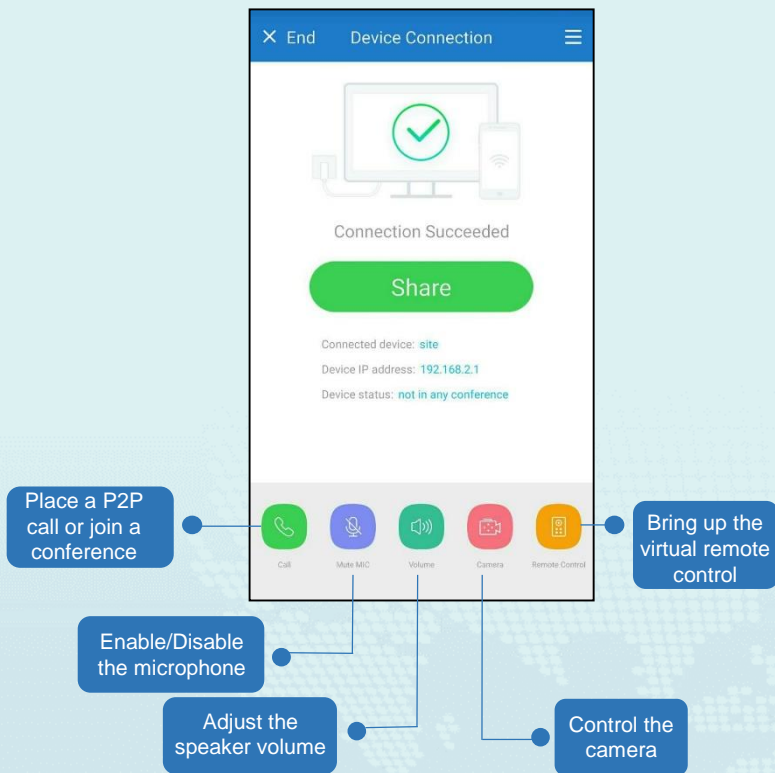 End Device Connection
Connection Succeeded
Share
Connected device: site
Device IP address: 192.168.2.1
Device status: not in any conference
Call Mute MIC Volume Camera Remote Control
Place a P2P
call or join a
conference
Bring up the
virtual remote
control
Enable/Disable
the microphone
Adjust the
speaker volume
Control the
camera